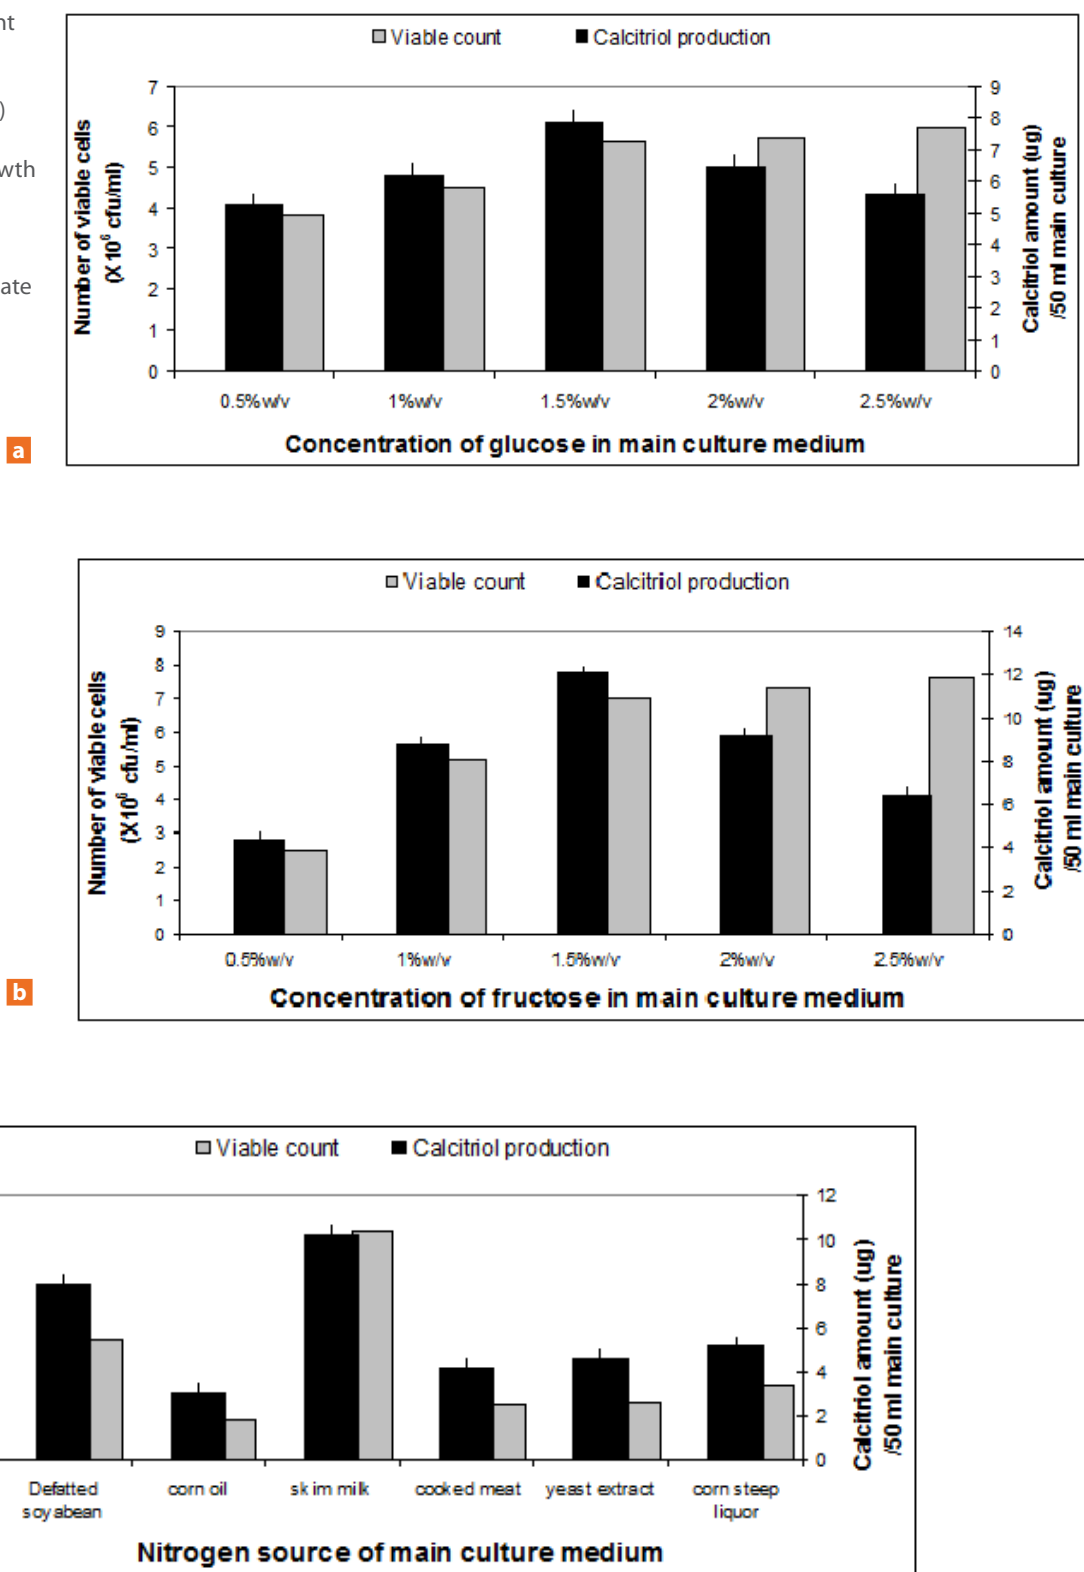 nt
)
wth
ate
Viable count Calcitriol production
7
6
5
4
3
2
1
0
Number of viable cells
(X10⁶ cfu/ml)
9
8
7
6
5
4
3
2
1
0
Calcitriol amount (ug)
/50 ml main culture
0.5%w/v 1%w/v 1.5%w/v 2%w/v 2.5%w/v
Concentration of glucose in main culture medium
a
Viable count Calcitriol production
9
8
7
6
5
4
3
2
1
0
Number of viable cells
(X10⁶ cfu/ml)
14
12
10
8
6
4
2
0
Calcitriol amount (ug)
/50 ml main culture
0.5%w/v 1%w/v 1.5%w/v 2%w/v 2.5%w/v
Concentration of fructose in main culture medium
b
Viable count Calcitriol production
12
10
8
6
4
2
0
Calcitriol amount (ug)
/50 ml main culture
Defatted soyabean corn oil skim milk cooked meat yeast extract corn steep liquor
Nitrogen source of main culture medium